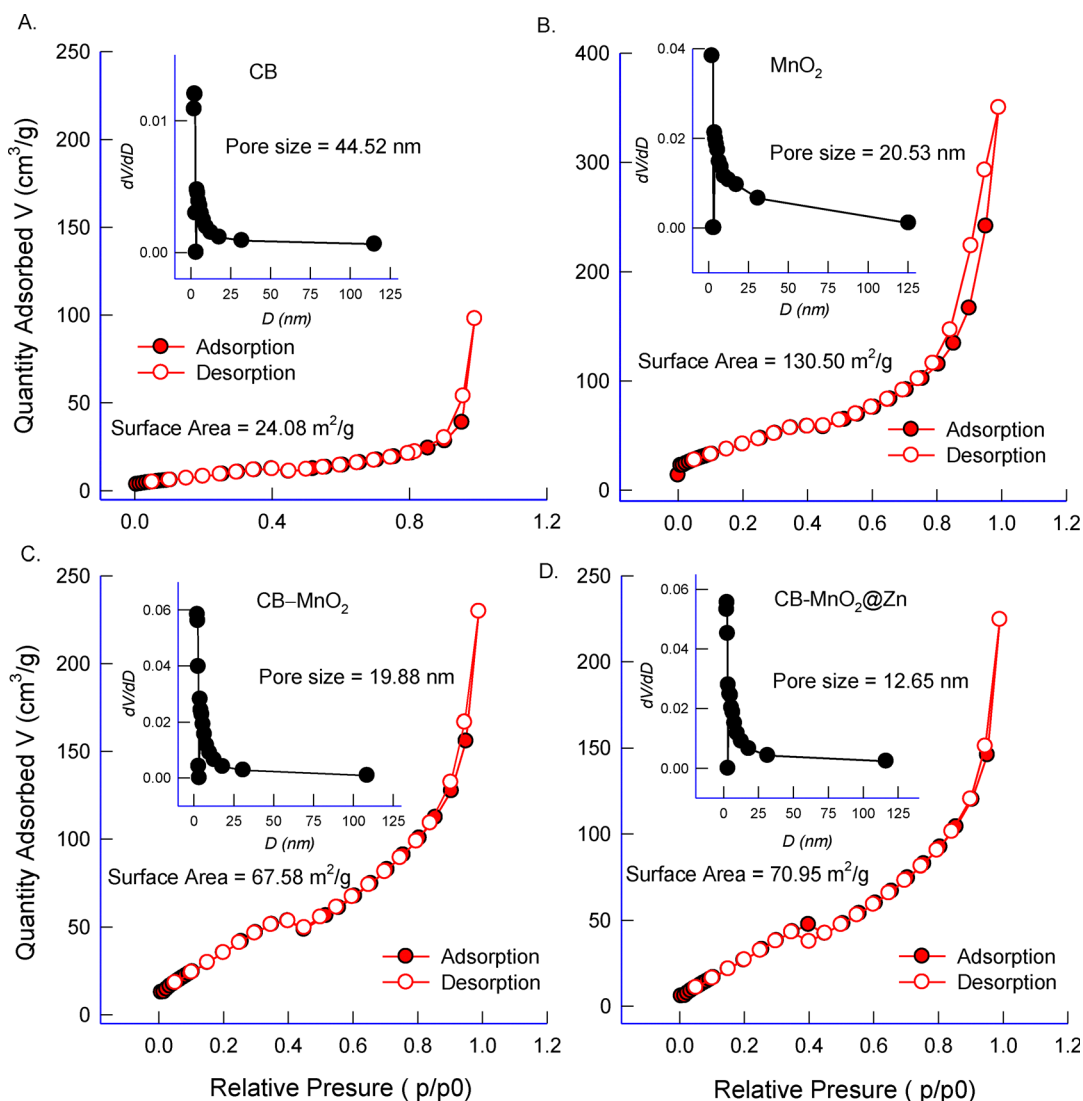 A.
250
200
150
100
50
0
Quantity Adsorbed V (cm³/g)
0.0 0.4 0.8 1.2
CB
Pore size = 44.52 nm
0.01
0.00
dV/dD
0 25 50 75 100 125
D (nm)
Adsorption
Desorption
Surface Area = 24.08 m²/g
B.
400
300
200
100
0
0.0 0.2 0.4 0.6 0.8 1.0 1.2
MnO₂
Pore size = 20.53 nm
0.04
0.02
0.00
dV/dD
0 25 50 75 100 125
D (nm)
Surface Area = 130.50 m²/g
Adsorption
Desorption
C.
250
200
150
100
50
0
Quantity Adsorbed V (cm³/g)
0.0 0.2 0.4 0.6 0.8 1.0 1.2
Relative Presure ( p/p0)
CB–MnO₂
Pore size = 19.88 nm
0.06
0.04
0.02
0.00
dV/dD
0 25 50 75 100 125
D (nm)
Surface Area = 67.58 m²/g
Adsorption
Desorption
D.
250
200
150
100
50
0
0.0 0.2 0.4 0.6 0.8 1.0 1.2
Relative Presure ( p/p0)
CB-MnO₂@Zn
Pore size = 12.65 nm
0.06
0.04
0.02
0.00
dV/dD
0 25 50 75 100 125
D (nm)
Surface Area = 70.95 m²/g
Adsorption
Desorption